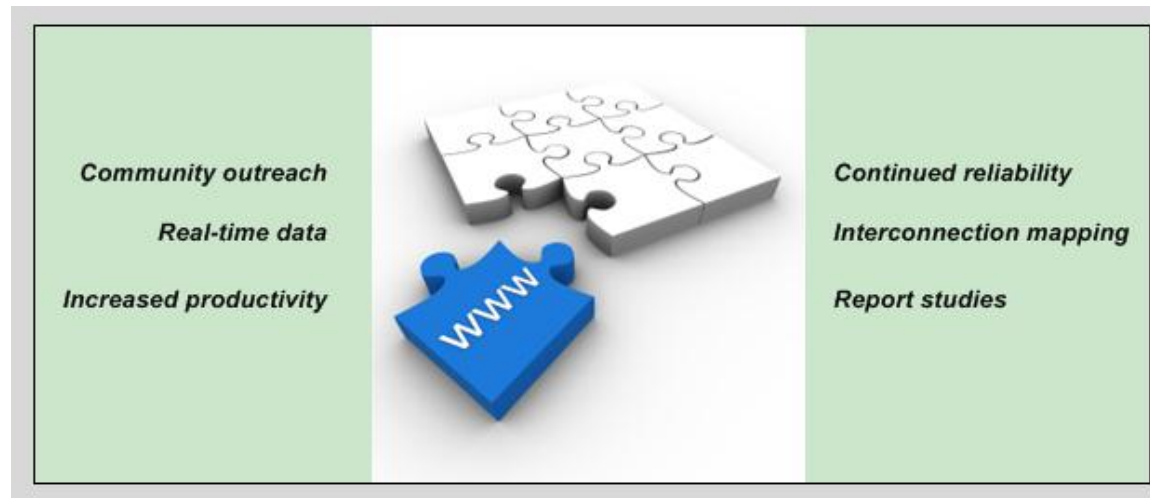 Community outreach
Real-time data
Increased productivity
www
Continued reliability
Interconnection mapping
Report studies